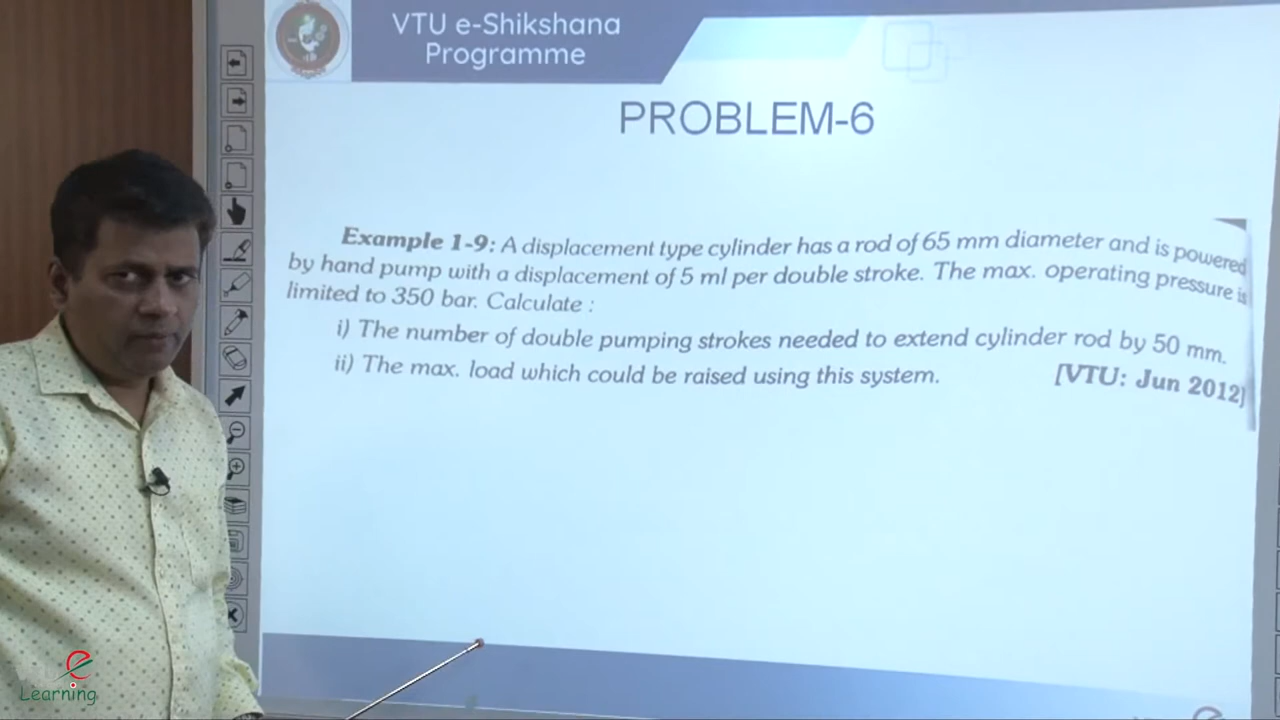 VTU e-Shikshana
Programme
PROBLEM-6
Example 1-9: A displacement type cylinder has a rod of 65 mm diameter and is powered
by hand pump with a displacement of 5 ml per double stroke. The max. operating pressure is
limited to 350 bar. Calculate :
i) The number of double pumping strokes needed to extend cylinder rod by 50 mm.
ii) The max. load which could be raised using this system.
[VTU: Jun 2012]
e
Learning